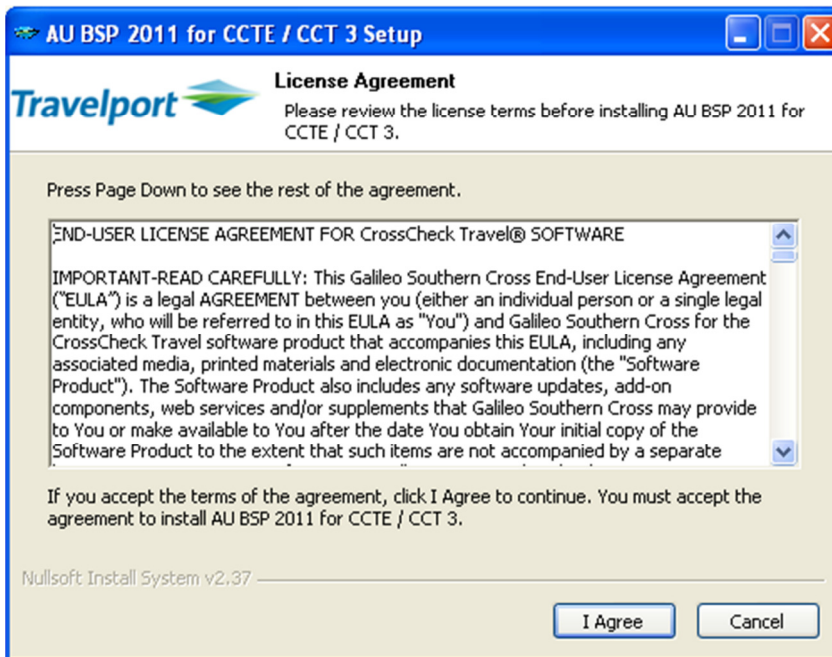 AU BSP 2011 for CCTE / CCT 3 Setup
Travelport
License Agreement
Please review the license terms before installing AU BSP 2011 for
CCTE / CCT 3.
Press Page Down to see the rest of the agreement.
END-USER LICENSE AGREEMENT FOR CrossCheck Travel® SOFTWARE
IMPORTANT-READ CAREFULLY: This Galileo Southern Cross End-User License Agreement
("EULA") is a legal AGREEMENT between you (either an individual person or a single legal
entity, who will be referred to in this EULA as "You") and Galileo Southern Cross for the
CrossCheck Travel software product that accompanies this EULA, including any
associated media, printed materials and electronic documentation (the "Software
Product"). The Software Product also includes any software updates, add-on
components, web services and/or supplements that Galileo Southern Cross may provide
to You or make available to You after the date You obtain Your initial copy of the
Software Product to the extent that such items are not accompanied by a separate
If you accept the terms of the agreement, click I Agree to continue. You must accept the
agreement to install AU BSP 2011 for CCTE / CCT 3.
Nullsoft Install System v2.37
I Agree
Cancel